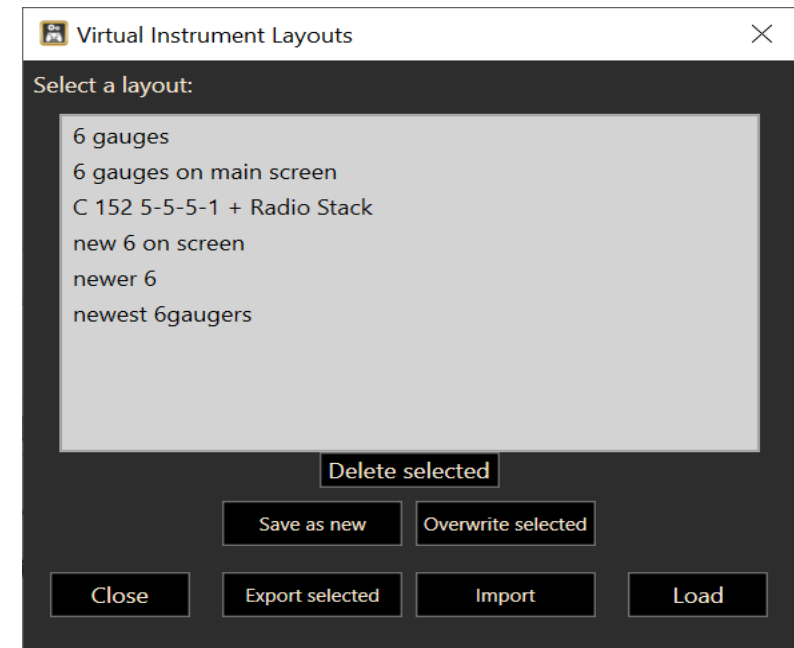 Virtual Instrument Layouts
Select a layout:
6 gauges
6 gauges on main screen
C 152 5-5-5-1 + Radio Stack
new 6 on screen
newer 6
newest 6gaugers
Delete selected
Save as new Overwrite selected
Close Export selected Import Load